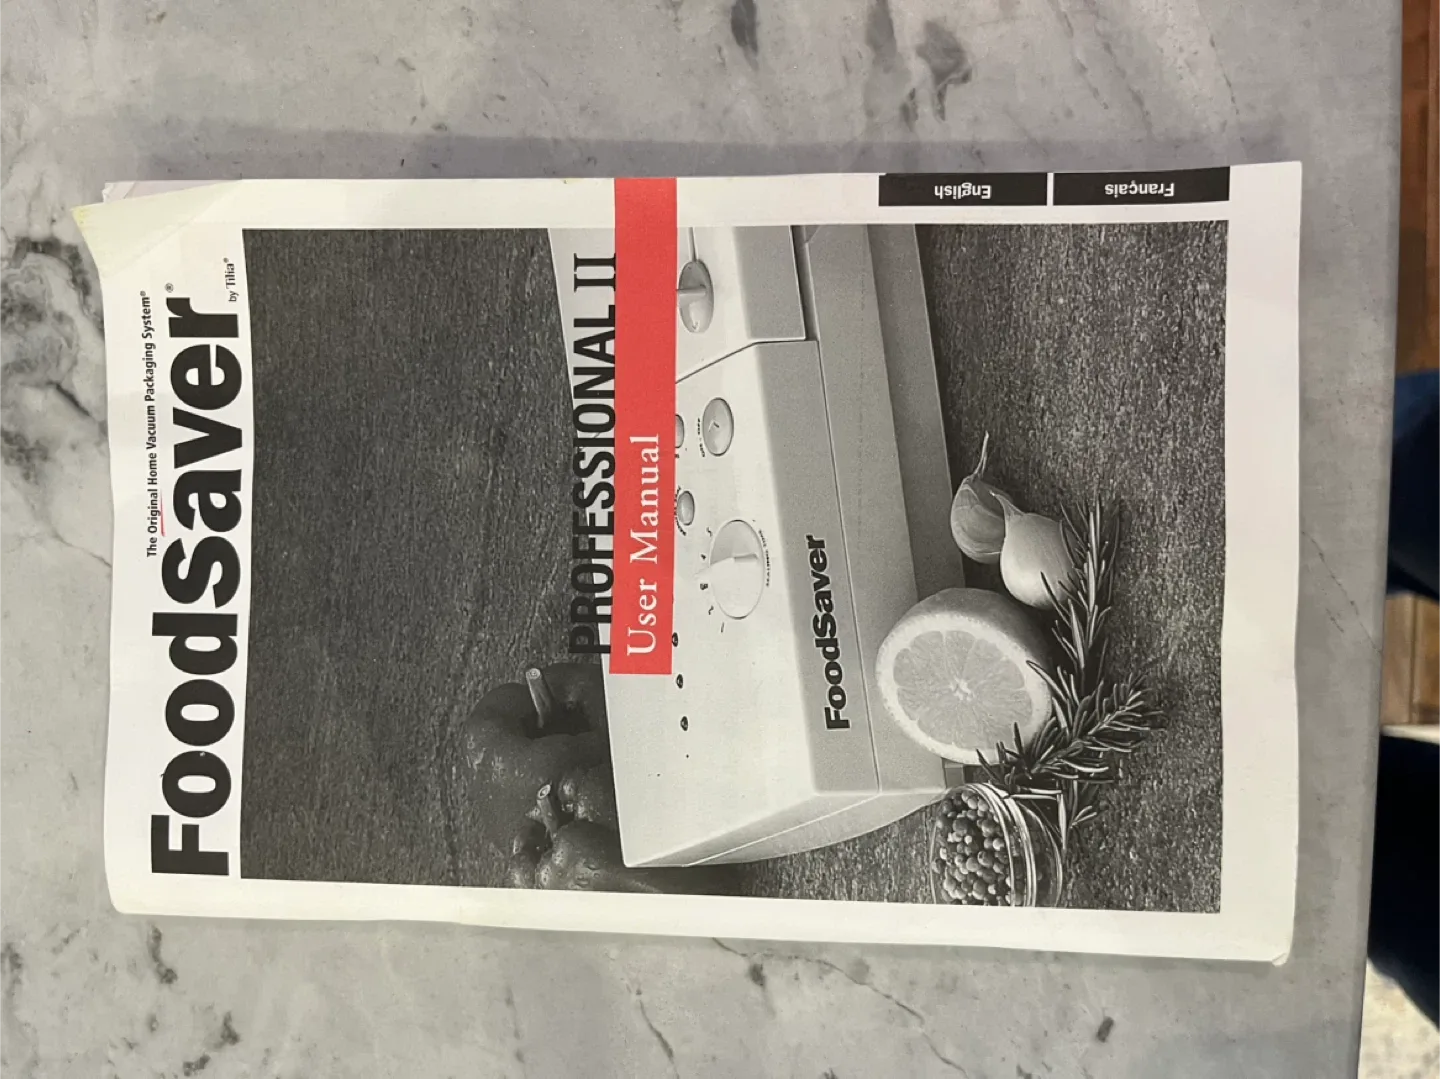 The Original Home Vacuum Packaging System®
FoodSaver®
by Tilia®
PROFESSIONAL II
User Manual
FoodSaver
English
Français